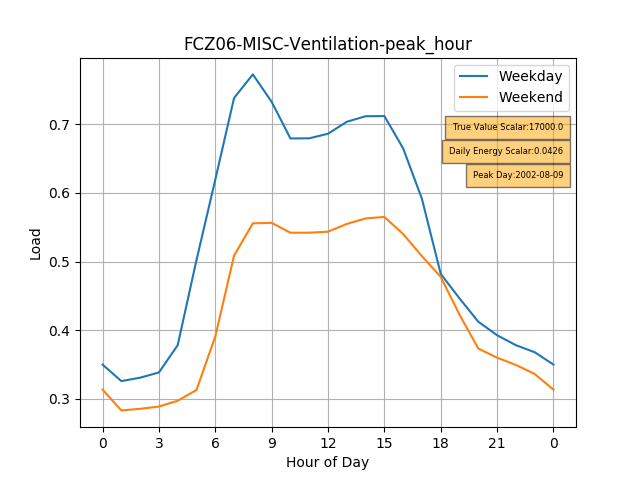 FCZ06-MISC-Ventilation-peak_hour
Weekday
Weekend
True Value Scalar:17000.0
Daily Energy Scalar:0.0426
Peak Day:2002-08-09
Load
0.7
0.6
0.5
0.4
0.3
0 3 6 9 12 15 18 21 0
Hour of Day